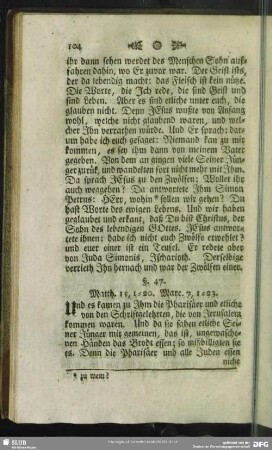 104
ihr dann sehen werdet des Menschen Sohn auf-
fahren dahin, wo Er zuvor war. Der Geist ists,
der da lebendig macht: das Fleisch ist kein nütze.
Die Worte, die Ich rede, die sind Geist und
sind Leben. Aber es sind etliche unter euch, die
glauben nicht. Denn JEsus wußte von Anfang
wohl, welche nicht glaubend waren, und wel-
cher Ihn verrathen würde. Und Er sprach: dar-
um habe ich euch gesaget: Niemand kan zu mir
kommen, es sey ihm dann von meinem Vater
gegeben. Von dem an gingen viele Seiner Jün-
ger zurük, und wandelten fort nicht mehr mit Ihm.
Da sprach JEsus zu den Zwölfen: Wollet ihr
auch weggehen? Da antwortete Ihm Simon
Petrus: HErr, wohin * sollen wir gehen? Du
hast Worte des ewigen Lebens. Und wir haben
geglaubet und erkant, daß Du bist Christus, der
Sohn des lebendigen GOttes. JEsus antwor-
tete ihnen: habe ich nicht euch Zwölfe erwehlet?
und euer einer ist ein Teufel. Er redete aber
von Juda Simonis, Ischarioth. Derselbige
verrieth Ihn hernach und war der Zwölfen einer.
§. 47.
Matth. 15, 1-20. Marc. 7, 1-23.
Und es kamen zu Ihm die Pharisäer und etliche
von den Schriftgelehrten, die von Jerusalem
kommen waren. Und da sie sahen etliche Sei-
ner Jünger mit gemeinen, das ist, ungewasche-
nen Händen das Brodt essen; so misbilligten sie
es. Denn die Pharisäer und alle Juden essen
nicht
* zu wem?
SLUB